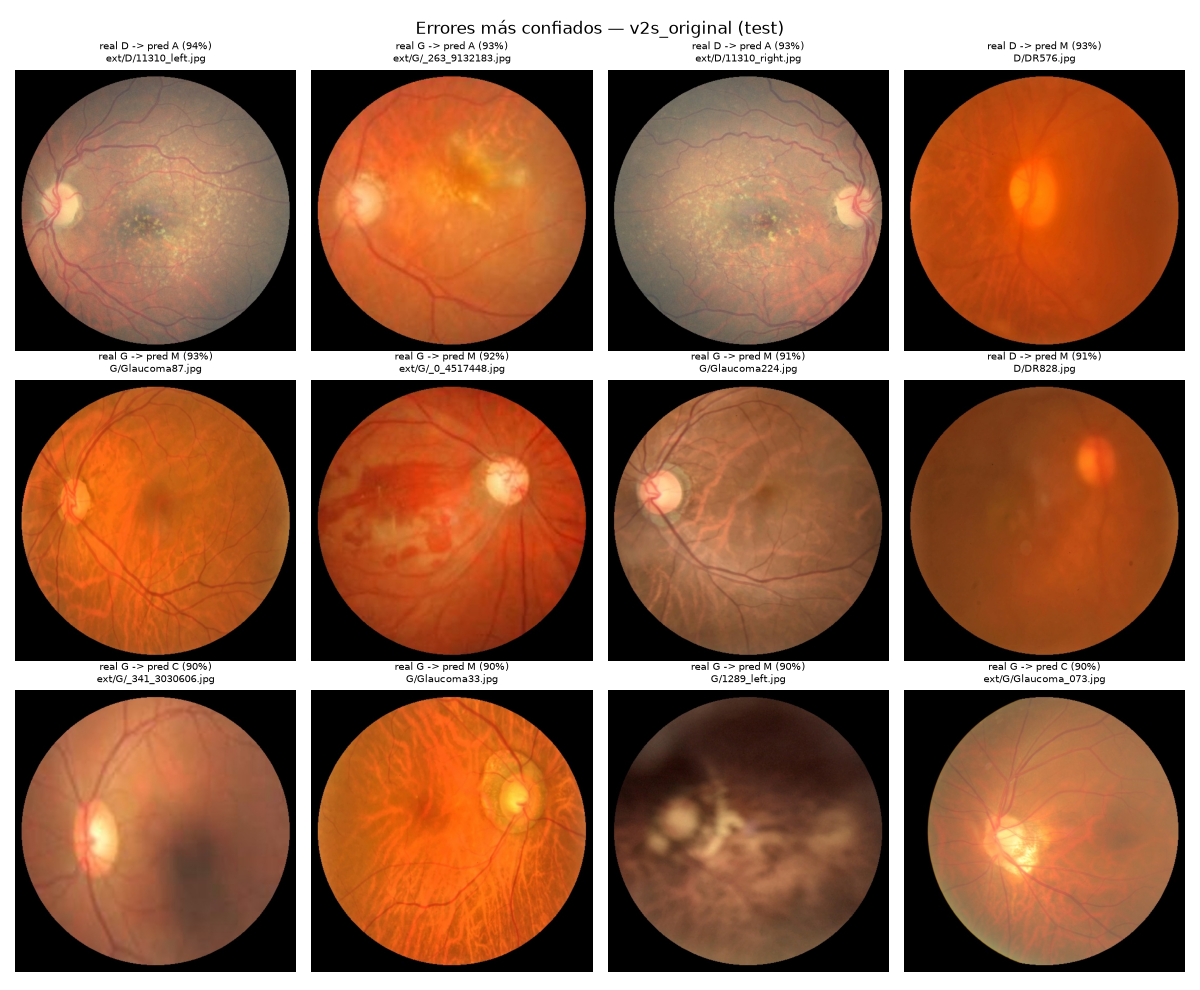 Errores más confiados — v2s_original (test)
real D -> pred A (94%)
ext/D/11310_left.jpg
real G -> pred A (93%)
ext/G/_263_9132183.jpg
real D -> pred A (93%)
ext/D/11310_right.jpg
real D -> pred M (93%)
D/DR576.jpg
real G -> pred M (93%)
G/Glaucoma87.jpg
real G -> pred M (92%)
ext/G/_0_4517448.jpg
real G -> pred M (91%)
G/Glaucoma224.jpg
real D -> pred M (91%)
D/DR828.jpg
real G -> pred C (90%)
ext/G/_341_3030606.jpg
real G -> pred M (90%)
G/Glaucoma33.jpg
real G -> pred M (90%)
G/1289_left.jpg
real G -> pred C (90%)
ext/G/Glaucoma_073.jpg